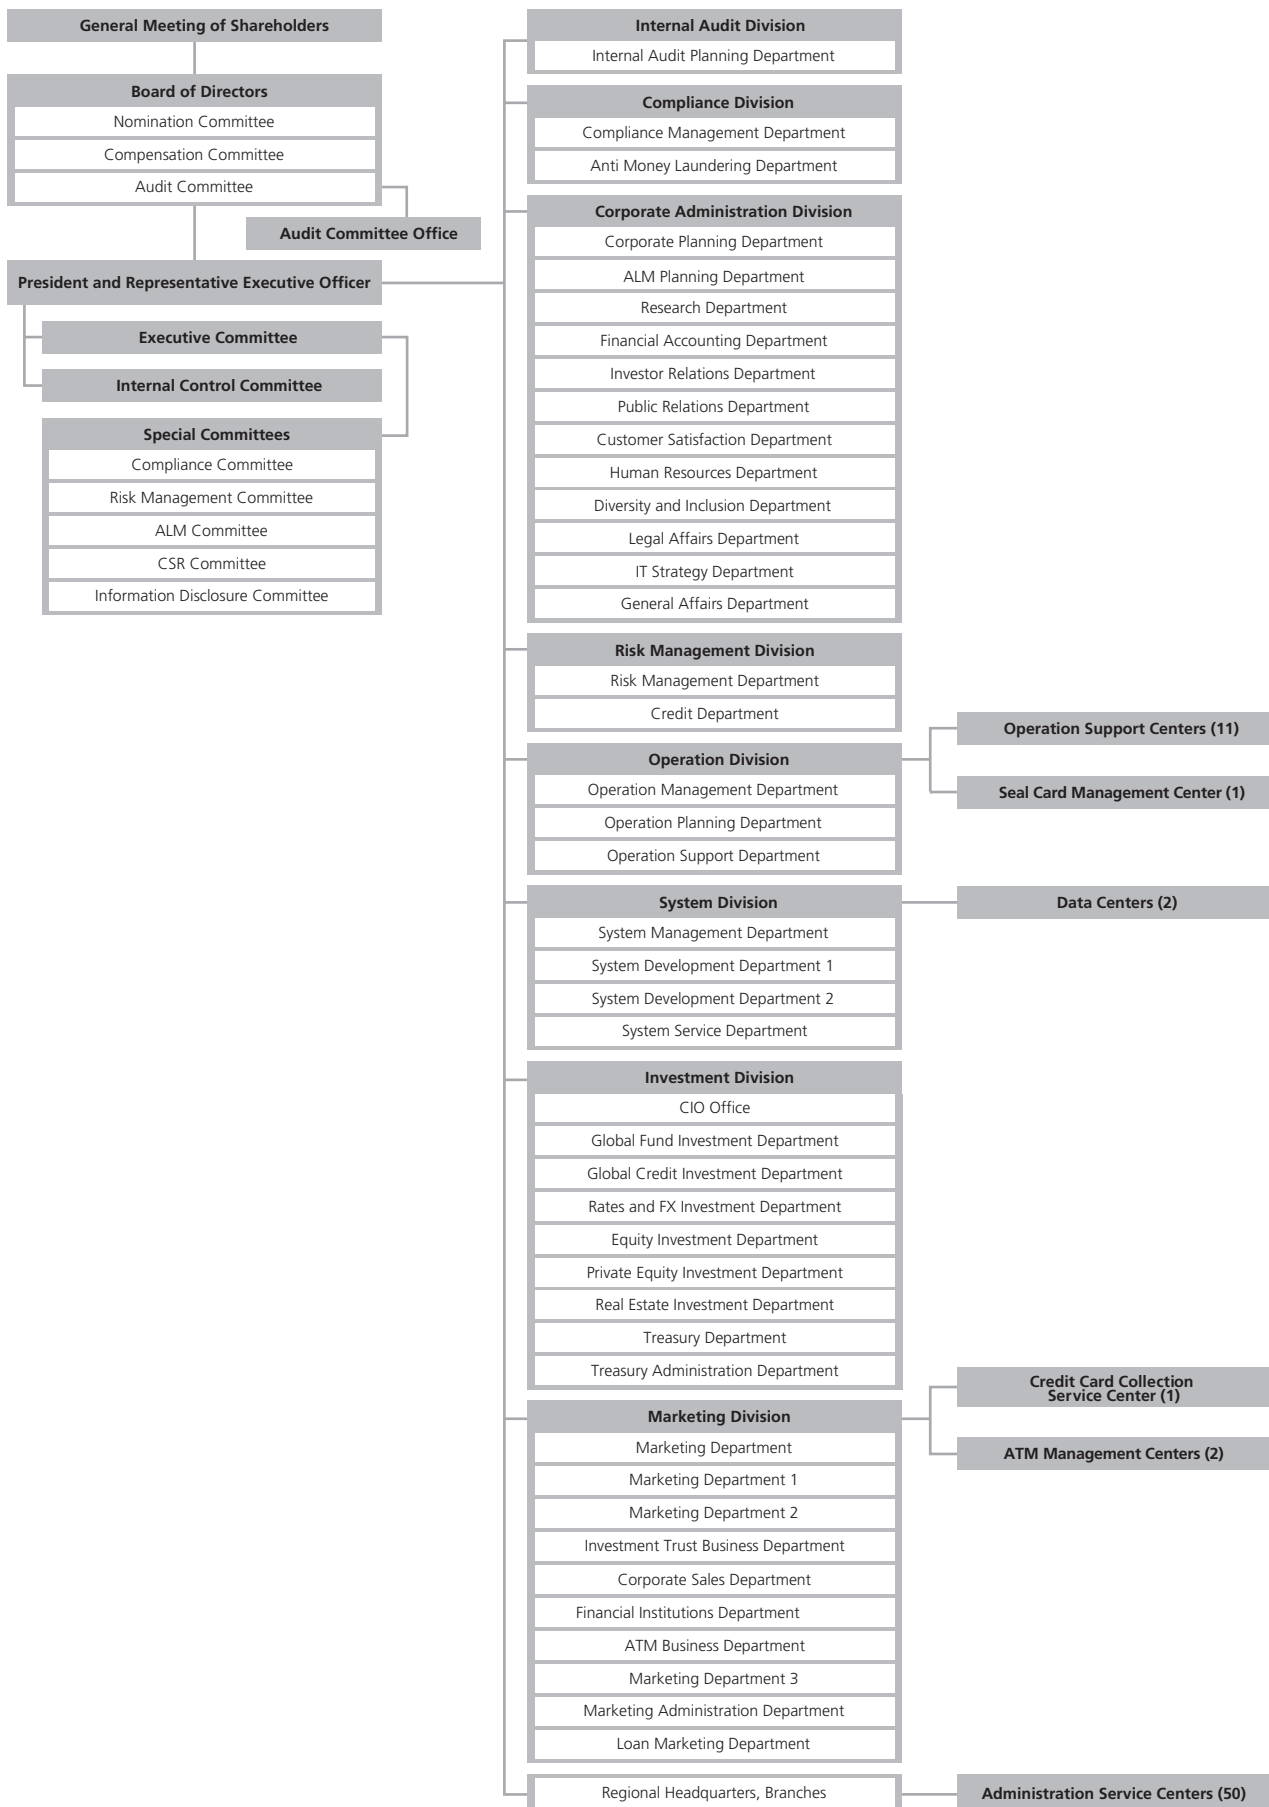 General Meeting of Shareholders
Board of Directors
Nomination Committee
Compensation Committee
Audit Committee
Audit Committee Office
President and Representative Executive Officer
Executive Committee
Internal Control Committee
Special Committees
Compliance Committee
Risk Management Committee
ALM Committee
CSR Committee
Information Disclosure Committee
Internal Audit Division
Internal Audit Planning Department
Compliance Division
Compliance Management Department
Anti Money Laundering Department
Corporate Administration Division
Corporate Planning Department
ALM Planning Department
Research Department
Financial Accounting Department
Investor Relations Department
Public Relations Department
Customer Satisfaction Department
Human Resources Department
Diversity and Inclusion Department
Legal Affairs Department
IT Strategy Department
General Affairs Department
Risk Management Division
Risk Management Department
Credit Department
Operation Division
Operation Management Department
Operation Planning Department
Operation Support Department
Operation Support Centers (11)
Seal Card Management Center (1)
System Division
System Management Department
System Development Department 1
System Development Department 2
System Service Department
Data Centers (2)
Investment Division
CIO Office
Global Fund Investment Department
Global Credit Investment Department
Rates and FX Investment Department
Equity Investment Department
Private Equity Investment Department
Real Estate Investment Department
Treasury Department
Treasury Administration Department
Marketing Division
Marketing Department
Marketing Department 1
Marketing Department 2
Investment Trust Business Department
Corporate Sales Department
Financial Institutions Department
ATM Business Department
Marketing Department 3
Marketing Administration Department
Loan Marketing Department
Credit Card Collection
Service Center (1)
ATM Management Centers (2)
Regional Headquarters, Branches
Administration Service Centers (50)